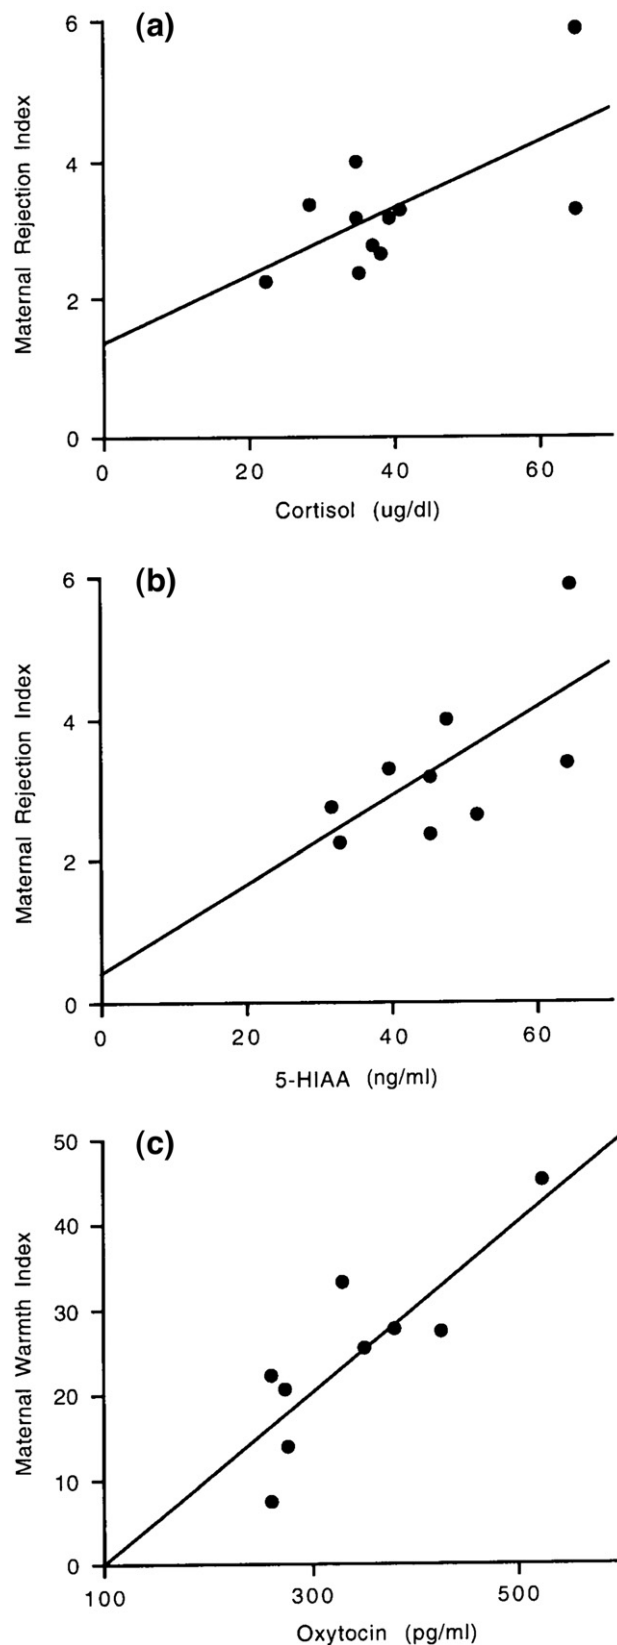 (a)
Maternal Rejection Index
6
4
2
0
0 20 40 60
Cortisol (ug/dl)
(b)
Maternal Rejection Index
6
4
2
0
0 20 40 60
5-HIAA (ng/ml)
(c)
Maternal Warmth Index
50
40
30
20
10
0
100 300 500
Oxytocin (pg/ml)